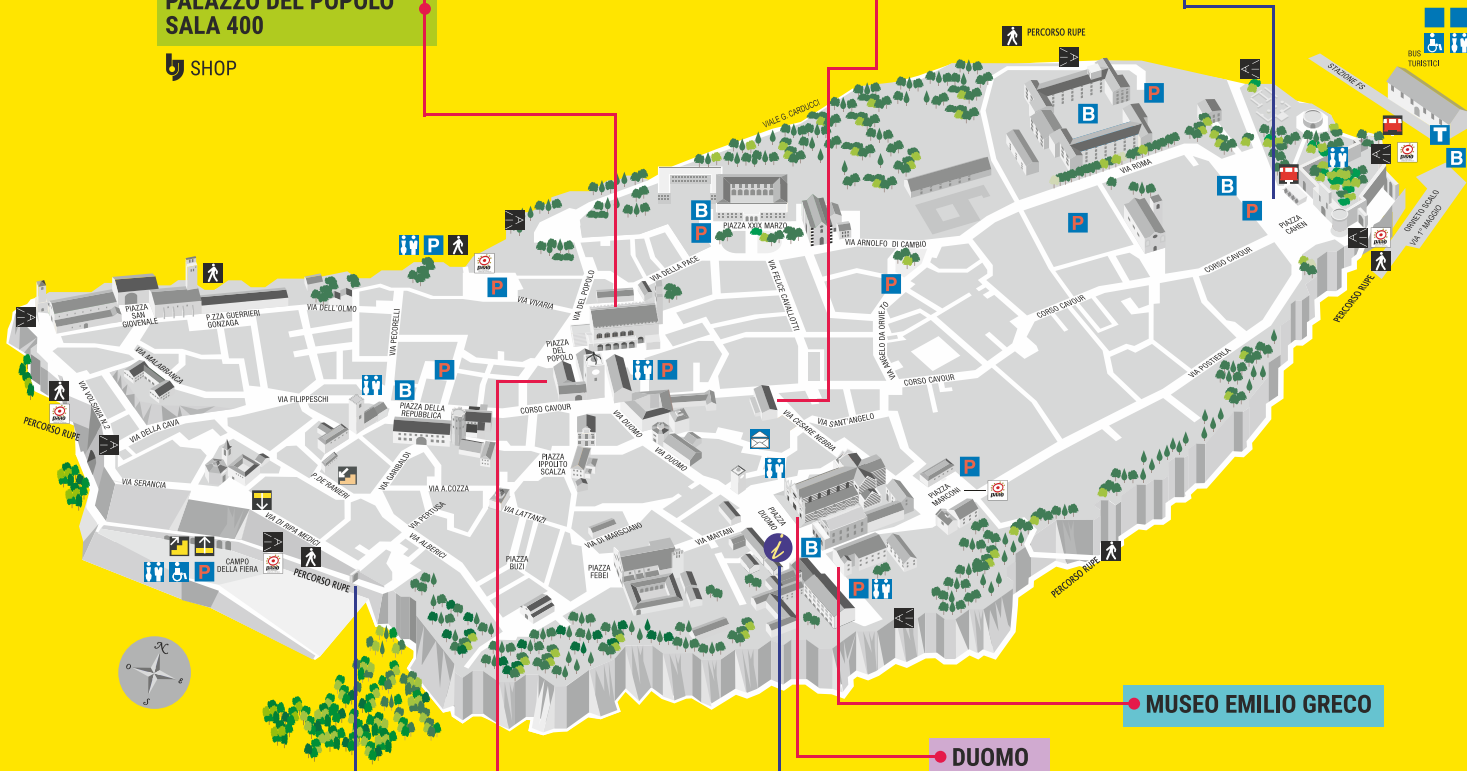 PALAZZO DEL POPOLO
SALA 400
SHOP
PERCORSO RUPE
BUS
TURISTICI
STAZIONE FS
VIALE G. CARDUCCI
B
P
T
B
VIA ROMA
B
P
P
ORVIETO SCALO
VIA 1° MAGGIO
PIAZZA
CAHEN
B
P
PIAZZA XXIX MARZO
VIA ARNOLFO DI CAMBIO
CORSO CAVOUR
PERCORSO RUPE
P
P
VIA DELLA PACE
VIA FELICE CAVALLOTTI
P
VIA ANGELO DA ORVIETO
CORSO CAVOUR
VIA DEL POPOLO
VIA VIVARIA
PIAZZA
SAN
GIOVENALE
P.ZZA GUERRIERI
GONZAGA
VIA DELL'OLMO
VIA PECORELLI
PIAZZA
DEL
POPOLO
VIA POSTIERLA
VIA MALABRANCA
P
P
CORSO CAVOUR
VIA VOLSINIA N.2
VIA FILIPPESCHI
B
PIAZZA DELLA
REPUBBLICA
CORSO CAVOUR
VIA DUOMO
VIA CESARE NEBBIA
VIA SANT'ANGELO
PERCORSO RUPE
VIA DELLA CAVA
VIA DUOMO
PIAZZA
IPPOLITO
SCALZA
VIA GARIBALDI
P.DE RANIERI
VIA SERANCIA
VIA A.COZZA
P
PIAZZA
MARCONI
VIA LATTANZI
VIA PERTUSA
PIAZZA
DUOMO
VIA DI RIPA MEDICI
VIA DI MARSCIANO
VIA MAITANI
VIA ALBERICI
i
B
CAMPO
DELLA FIERA
P
PERCORSO RUPE
PIAZZA
BUZI
PIAZZA
FEBEI
P
PERCORSO RUPE
N
O
S
MUSEO EMILIO GRECO
DUOMO